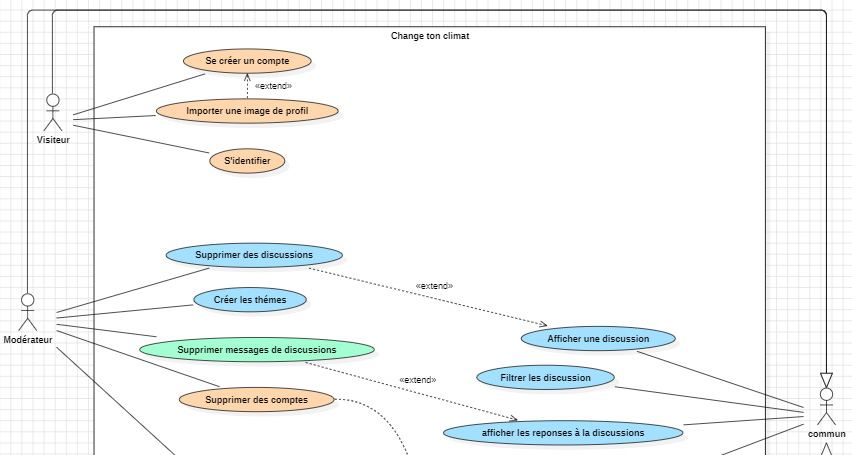 Change ton climat
Se créer un compte
«extend»
Importer une image de profil
Visiteur
S'identifier
Supprimer des discussions
«extend»
Créer les thémes
Modérateur
Afficher une discussion
Supprimer messages de discussions
Filtrer les discussion
«extend»
Supprimer des comptes
afficher les reponses à la discussions
commun